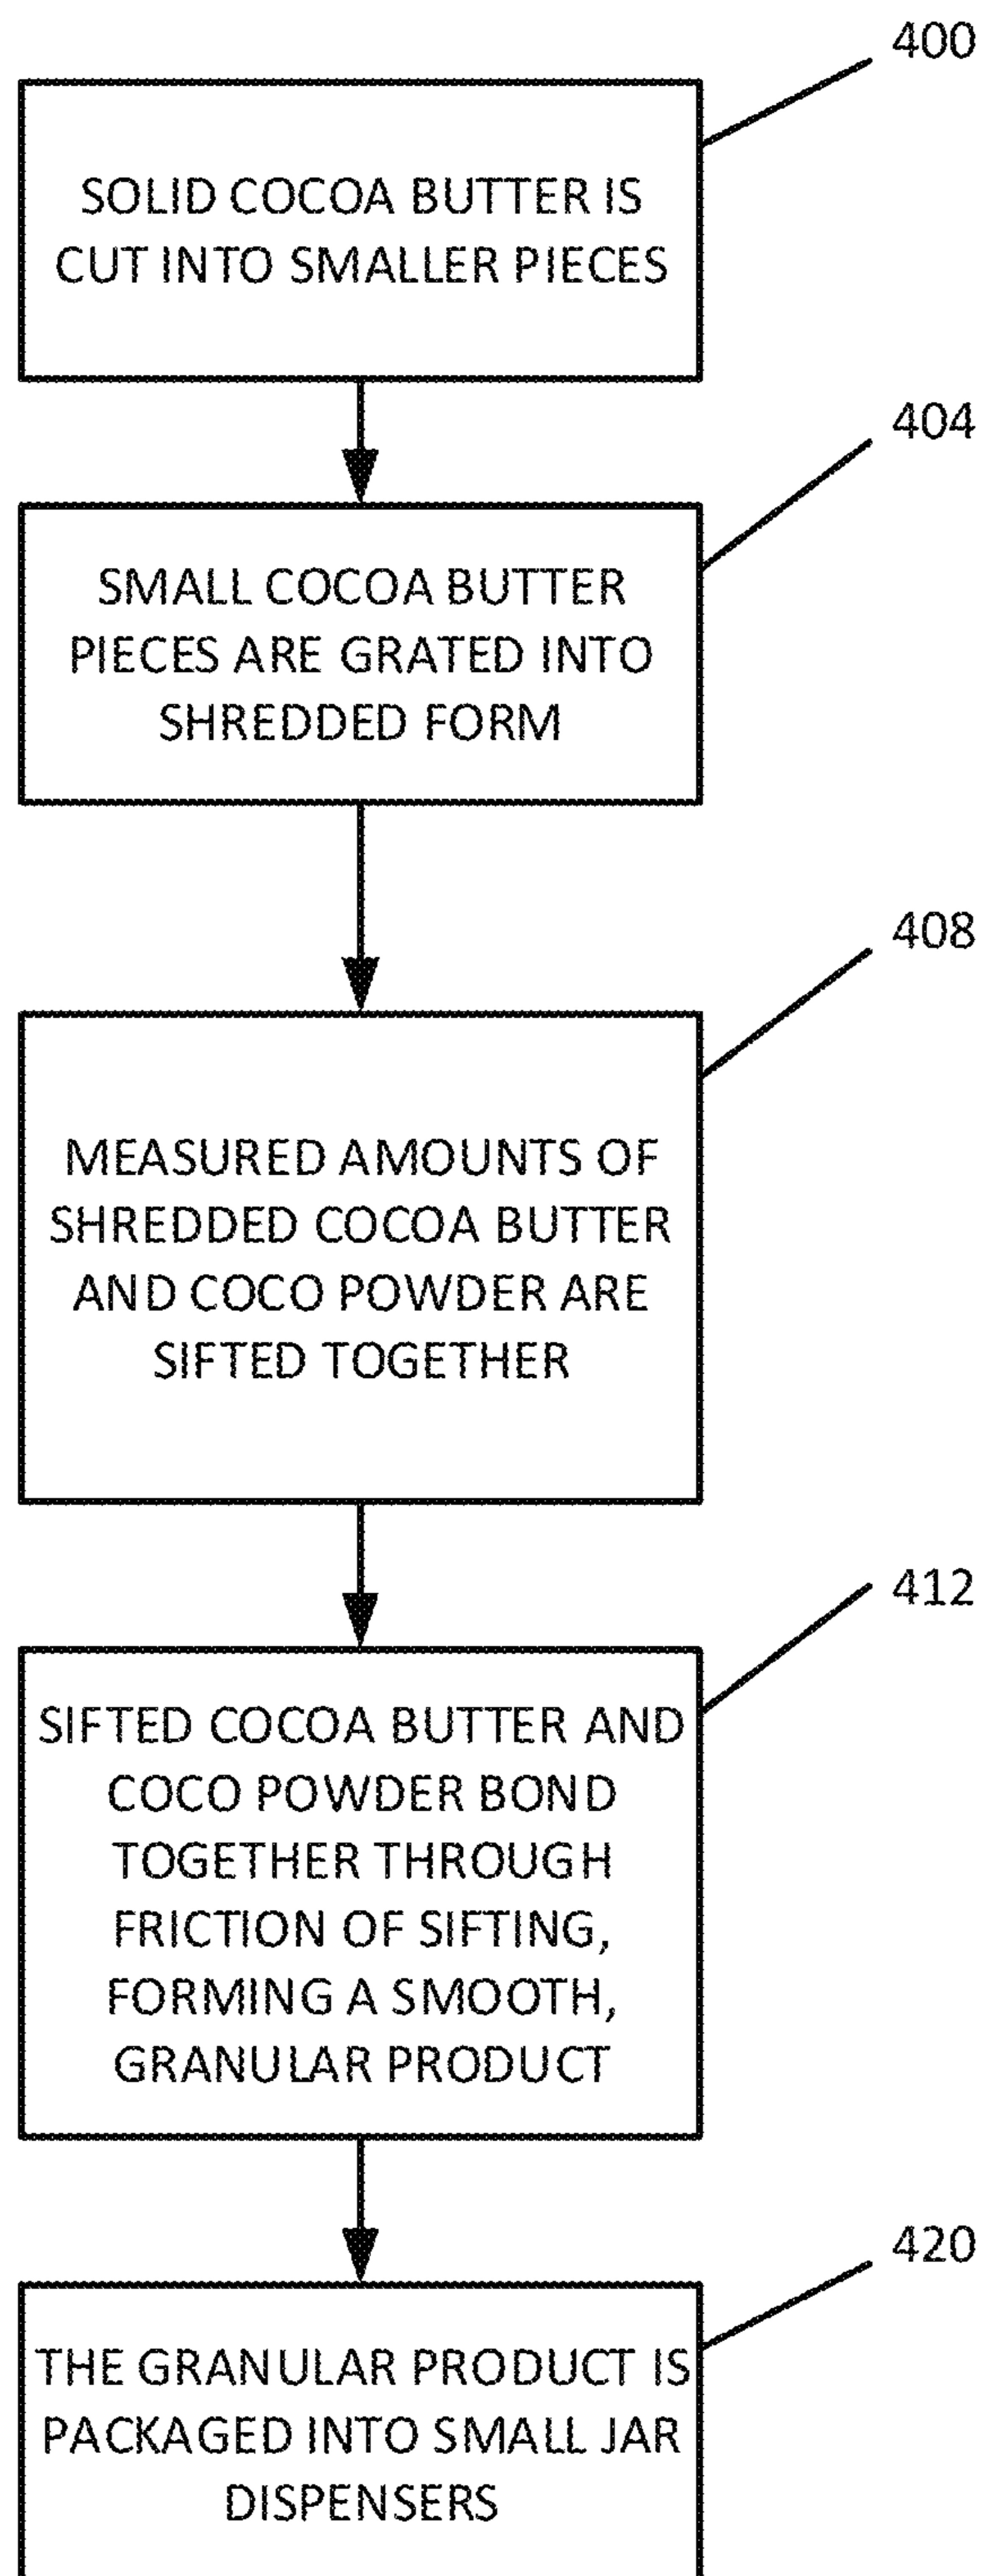 400
SOLID COCOA BUTTER IS
CUT INTO SMALLER PIECES
404
SMALL COCOA BUTTER
PIECES ARE GRATED INTO
SHREDDED FORM
408
MEASURED AMOUNTS OF
SHREDDED COCOA BUTTER
AND COCO POWDER ARE
SIFTED TOGETHER
412
SIFTED COCOA BUTTER AND
COCO POWDER BOND
TOGETHER THROUGH
FRICTION OF SIFTING,
FORMING A SMOOTH,
GRANULAR PRODUCT
420
THE GRANULAR PRODUCT IS
PACKAGED INTO SMALL JAR
DISPENSERS